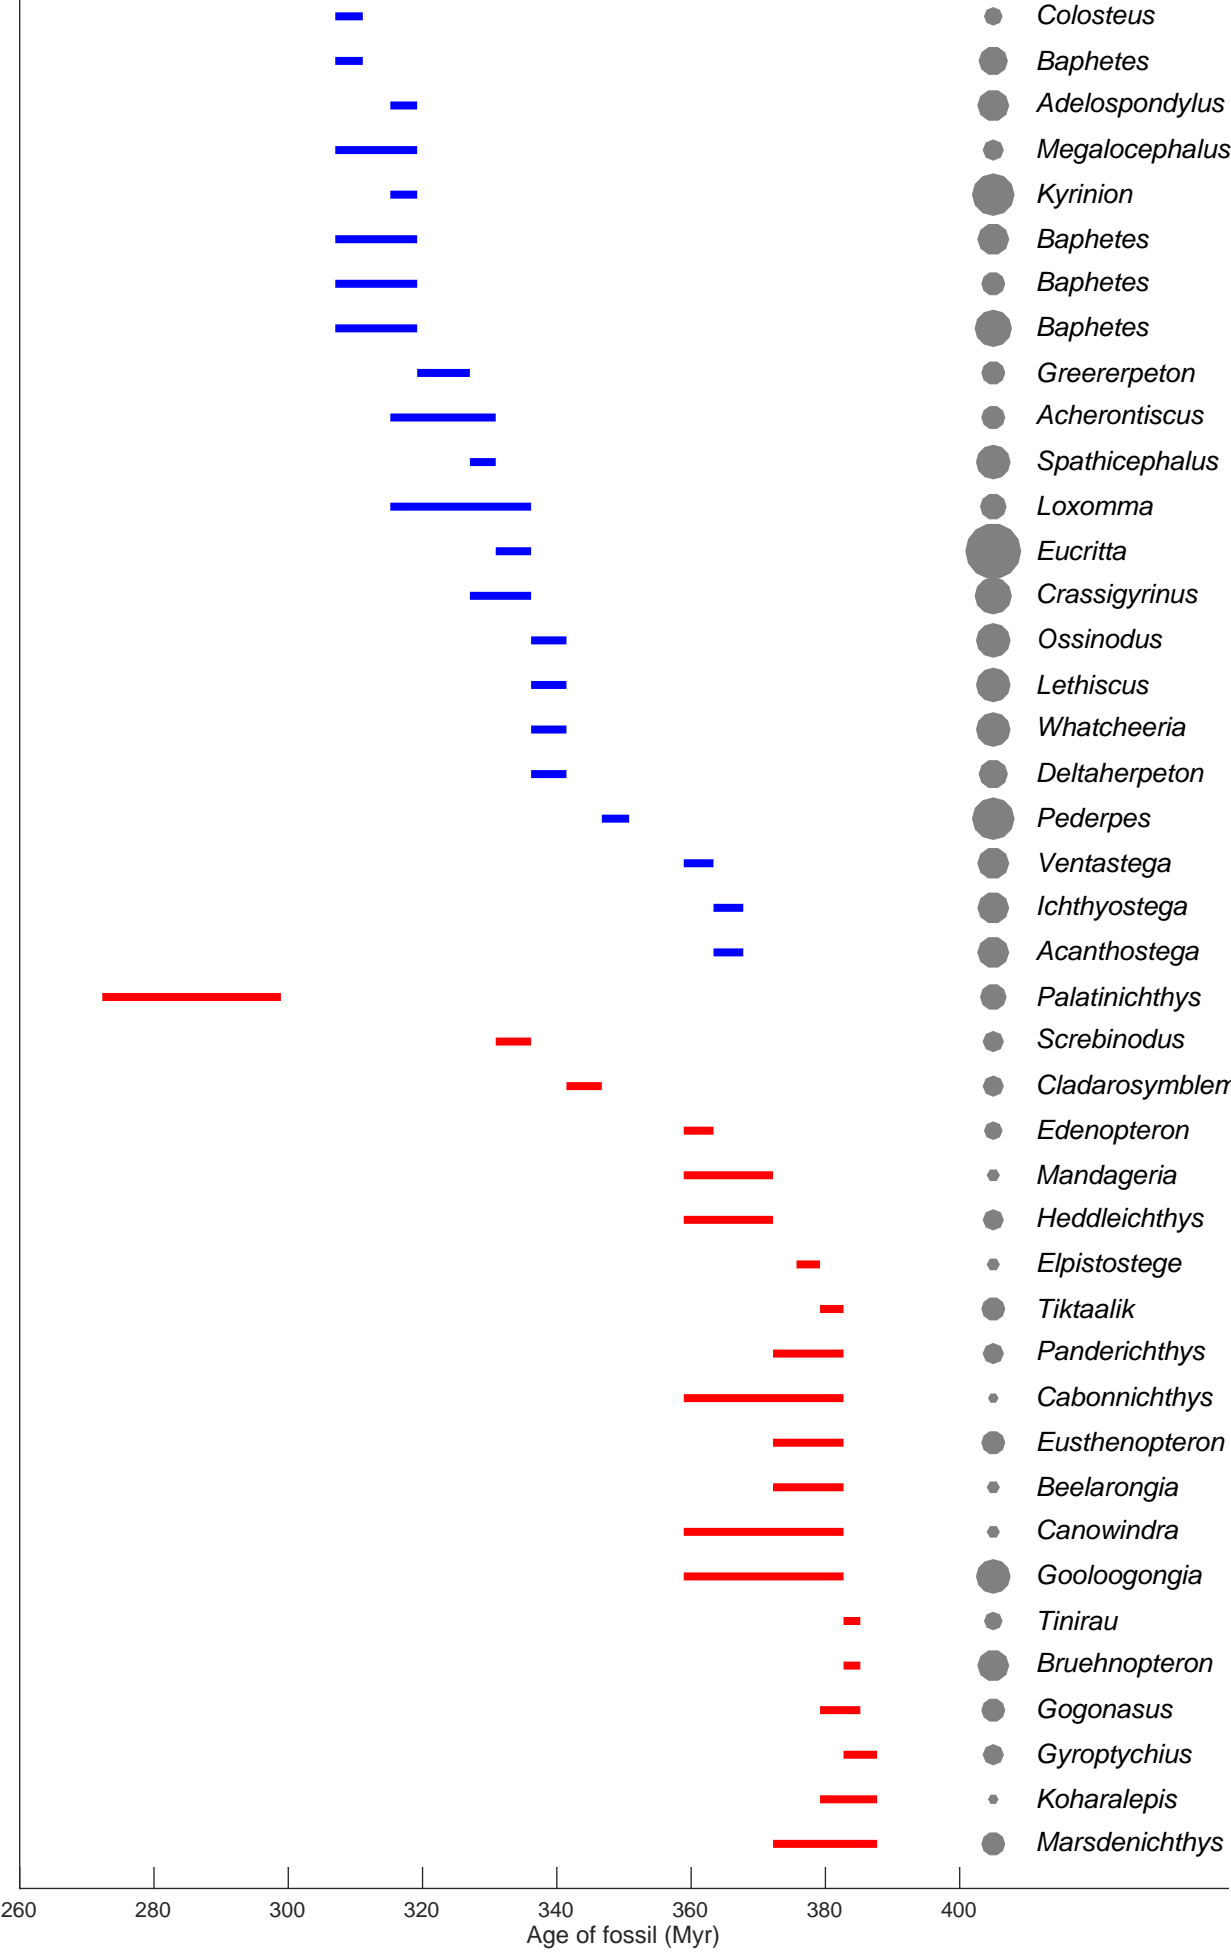 Colosteus
Baphetes
Adelospondylus
Megalocephalus
Kyrinion
Baphetes
Baphetes
Baphetes
Greererpeton
Acherontiscus
Spathicephalus
Loxomma
Eucritta
Crassigyrinus
Ossinodus
Lethiscus
Whatcheeria
Deltaherpeton
Pederpes
Ventastega
Ichthyostega
Acanthostega
Palatinichthys
Screbinodus
Cladarosymblem
Edenopteron
Mandageria
Heddleichthys
Elpistostege
Tiktaalik
Panderichthys
Cabonnichthys
Eusthenopteron
Beelarongia
Canowindra
Gooloogongia
Tinirau
Bruehnopteron
Gogonasus
Gyroptychius
Koharalepis
Marsdenichthys
260 280 300 320 340 360 380 400
Age of fossil (Myr)